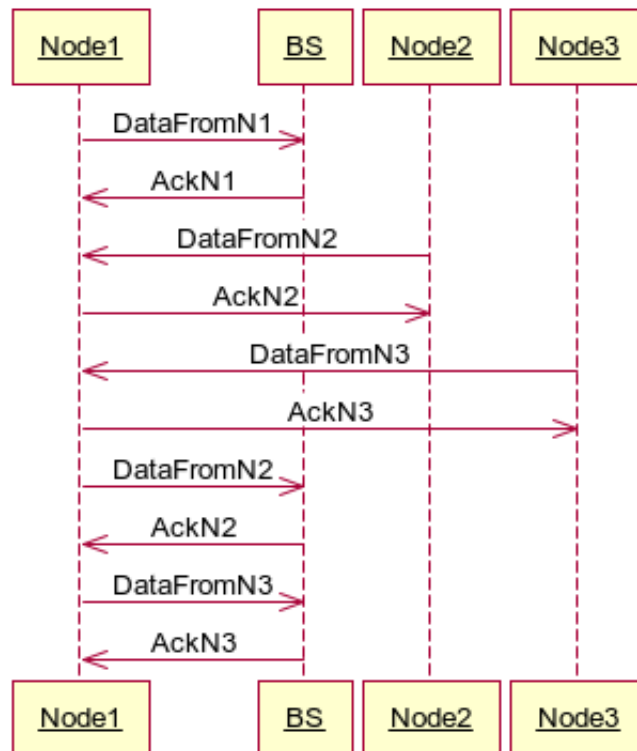 Node1 BS Node2 Node3
DataFromN1
AckN1
DataFromN2
AckN2
DataFromN3
AckN3
DataFromN2
AckN2
DataFromN3
AckN3
Node1 BS Node2 Node3